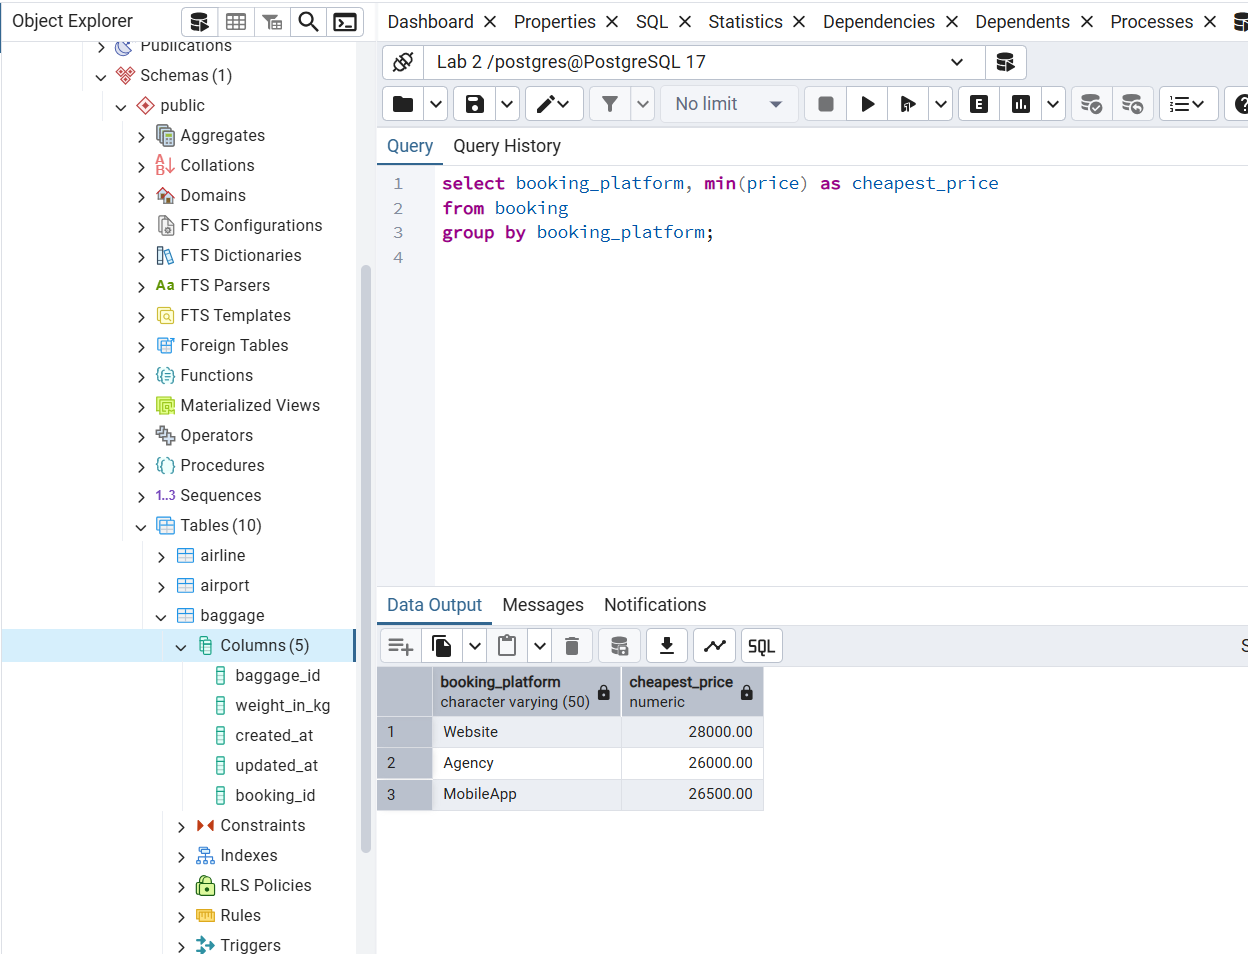 Object Explorer
Publications
Schemas (1)
public
Aggregates
Collations
Domains
FTS Configurations
FTS Dictionaries
Aa FTS Parsers
FTS Templates
Foreign Tables
Functions
Materialized Views
Operators
Procedures
1..3 Sequences
Tables (10)
airline
airport
baggage
Columns (5)
baggage_id
weight_in_kg
created_at
updated_at
booking_id
Constraints
Indexes
RLS Policies
Rules
Triggers
Dashboard Properties SQL Statistics Dependencies Dependents Processes
Lab 2 /postgres@PostgreSQL 17
No limit E
Query Query History
1 select booking_platform, min(price) as cheapest_price
2 from booking
3 group by booking_platform;
4
Data Output Messages Notifications
SQL S
booking_platform cheapest_price
character varying (50) numeric
1 Website 28000.00
2 Agency 26000.00
3 MobileApp 26500.00